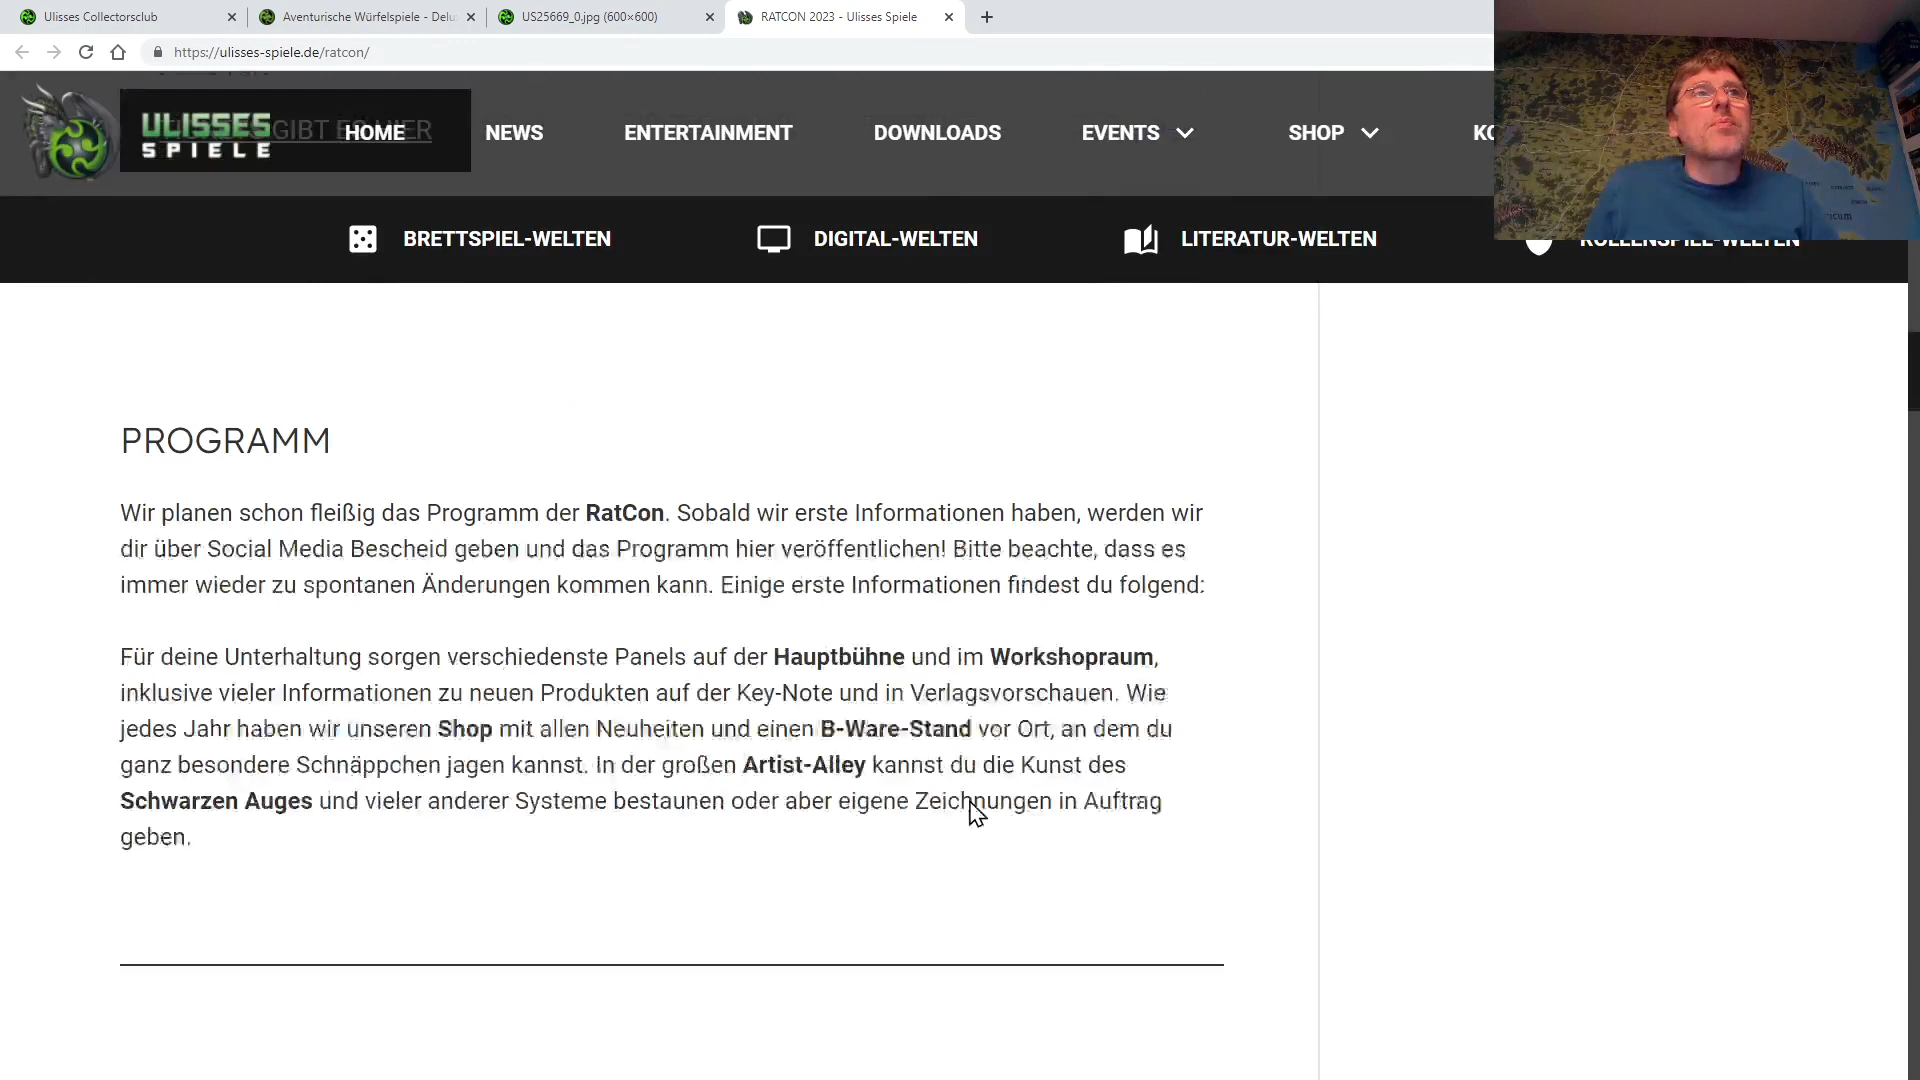 Ulisses Collectorsclub
Aventurische Würfelspiele - Delu
US25669_0.jpg (600×600)
RATCON 2023 - Ulisses Spiele
https://ulisses-spiele.de/ratcon/
ULISSES
SPIELE
GIBT ES HIER
HOME
NEWS
ENTERTAINMENT
DOWNLOADS
EVENTS
SHOP
KO
BRETTSPIEL-WELTEN
DIGITAL-WELTEN
LITERATUR-WELTEN
ROLLENSPIEL-WELTEN
PROGRAMM
Wir planen schon fleißig das Programm der RatCon. Sobald wir erste Informationen haben, werden wir
dir über Social Media Bescheid geben und das Programm hier veröffentlichen! Bitte beachte, dass es
immer wieder zu spontanen Änderungen kommen kann. Einige erste Informationen findest du folgend:
Für deine Unterhaltung sorgen verschiedenste Panels auf der Hauptbühne und im Workshopraum,
inklusive vieler Informationen zu neuen Produkten auf der Key-Note und in Verlagsvorschauen. Wie
jedes Jahr haben wir unseren Shop mit allen Neuheiten und einen B-Ware-Stand vor Ort, an dem du
ganz besondere Schnäppchen jagen kannst. In der großen Artist-Alley kannst du die Kunst des
Schwarzen Auges und vieler anderer Systeme bestaunen oder aber eigene Zeichnungen in Auftrag
geben.